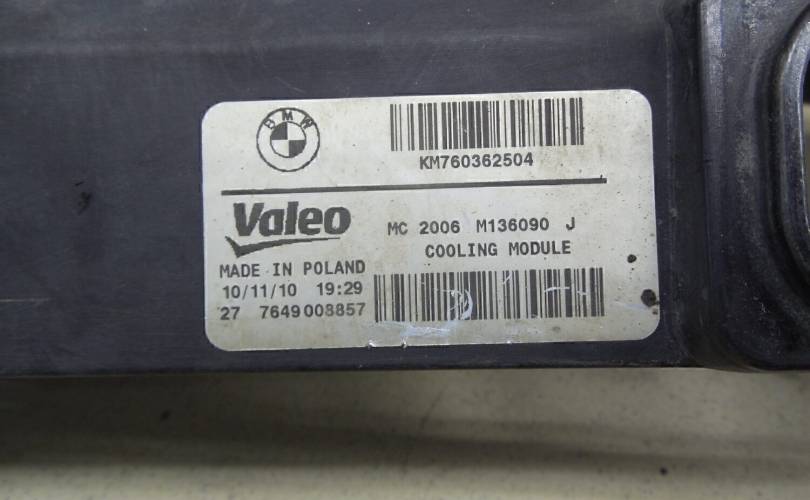 BMW
KM760362504
Valeo
MC 2006 M136090 J
COOLING MODULE
MADE IN POLAND
10/11/10 19:29
27 7649008857